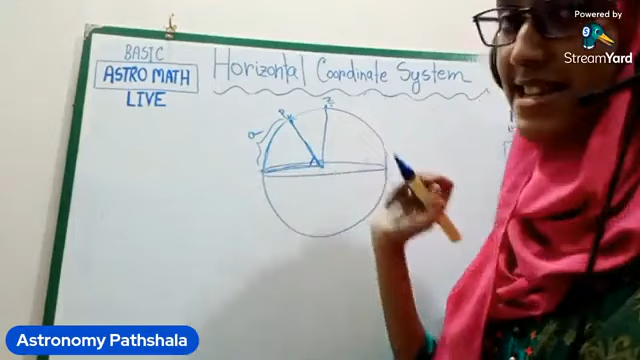 Powered by
StreamYard
BASIC
ASTRO MATH
LIVE
Horizontal Coordinate System
Z
a
Astronomy Pathshala